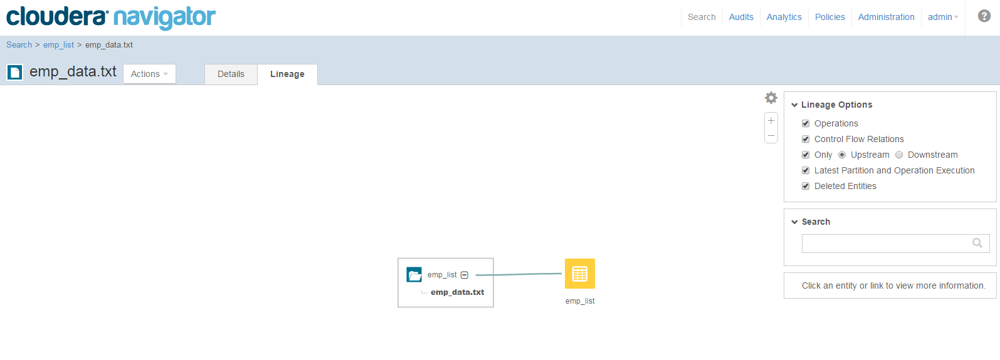 cloudera navigator
Search Audits Analytics Policies Administration admin ?
Search > emp_list > emp_data.txt
emp_data.txt Actions Details Lineage
Lineage Options
Operations
Control Flow Relations
Only Upstream Downstream
Latest Partition and Operation Execution
Deleted Entities
Search
emp_list
emp_data.txt
emp_list
Click an entity or link to view more information.